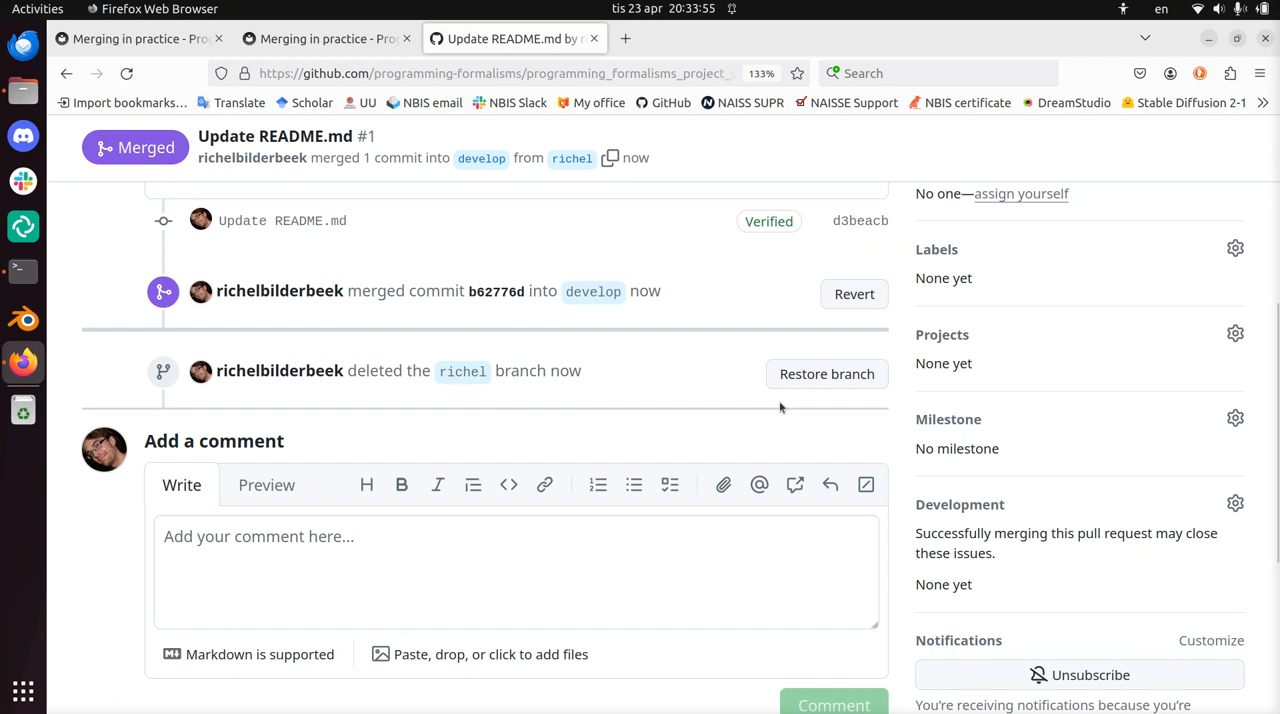 Activities
Firefox Web Browser
tis 23 apr 20:33:55
en
Merging in practice - Pro
Merging in practice - Pro
Update README.md by ri
https://github.com/programming-formalisms/programming_formalisms_project_s
133%
Search
Import bookmarks...
Translate
Scholar
UU
NBIS email
NBIS Slack
My office
GitHub
NAISS SUPR
NAISSE Support
NBIS certificate
DreamStudio
Stable Diffusion 2-1
Merged
Update README.md #1
richelbilderbeek merged 1 commit into develop from richel now
Update README.md
Verified
d3beacb
richelbilderbeek merged commit b62776d into develop now
Revert
richelbilderbeek deleted the richel branch now
Restore branch
Add a comment
Write
Preview
Add your comment here...
Markdown is supported
Paste, drop, or click to add files
Comment
No one—assign yourself
Labels
None yet
Projects
None yet
Milestone
No milestone
Development
Successfully merging this pull request may close
these issues.
None yet
Notifications
Customize
Unsubscribe
You're receiving notifications because you're